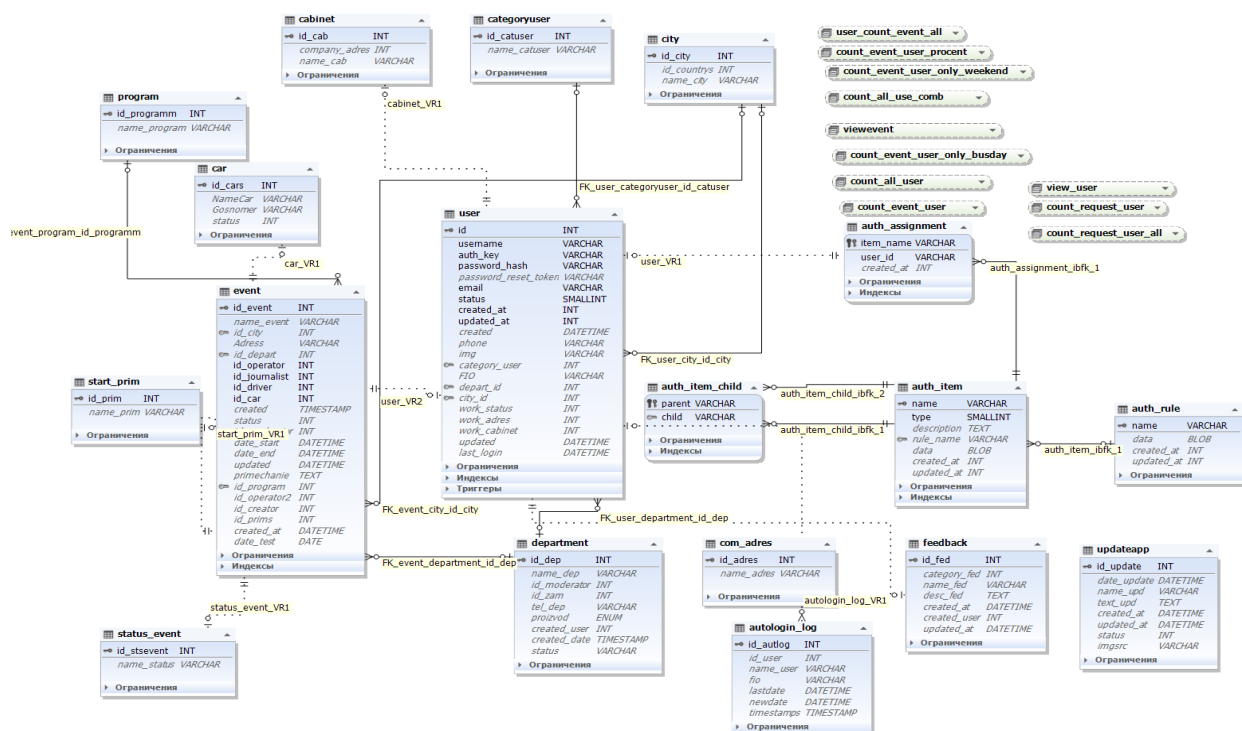 cabinet
id_cab INT
company_adres INT
name_cab VARCHAR
Ограничения
categoryuser
id_catuser INT
name_catuser VARCHAR
Ограничения
city
id_city INT
id_countrys INT
name_city VARCHAR
Ограничения
user_count_event_all
count_event_user_procent
count_event_user_only_weekend
count_all_use_comb
viewevent
count_event_user_only_busday
count_all_user
count_event_user
view_user
count_request_user
count_request_user_all
program
id_programm INT
name_program VARCHAR
Ограничения
car
id_cars INT
NameCar VARCHAR
Gosnomer VARCHAR
status INT
Ограничения
cabinet_VR1
FK_user_categoryuser_id_catuser
event_program_id_programm
car_VR1
user
id INT
username VARCHAR
auth_key VARCHAR
password_hash VARCHAR
password_reset_token VARCHAR
email VARCHAR
status SMALLINT
created_at INT
updated_at INT
created DATETIME
phone VARCHAR
img VARCHAR
category_user INT
FIO VARCHAR
depart_id INT
city_id INT
work_status INT
work_adres INT
work_cabinet INT
updated DATETIME
last_login DATETIME
Ограничения
Индексы
Триггеры
user_VR1
auth_assignment
item_name VARCHAR
user_id VARCHAR
created_at INT
Ограничения
Индексы
auth_assignment_ibfk_1
event
id_event INT
name_event VARCHAR
id_city INT
Adress VARCHAR
id_depart INT
id_operator INT
id_journalist INT
id_driver INT
id_car INT
created TIMESTAMP
status INT
INT
date_start DATETIME
date_end DATETIME
updated DATETIME
primechanie TEXT
id_program INT
id_operator2 INT
id_creator INT
id_prims INT
created_at DATETIME
date_test DATE
Ограничения
Индексы
start_prim
id_prim INT
name_prim VARCHAR
Ограничения
start_prim_VR1
user_VR2
FK_user_city_id_city
auth_item_child
parent VARCHAR
child VARCHAR
Ограничения
Индексы
auth_item_child_ibfk_2
auth_item_child_ibfk_1
auth_item
name VARCHAR
type SMALLINT
description TEXT
rule_name VARCHAR
data BLOB
created_at INT
updated_at INT
Ограничения
Индексы
auth_item_ibfk_1
auth_rule
name VARCHAR
data BLOB
created_at INT
updated_at INT
Ограничения
FK_event_city_id_city
FK_user_department_id_dep
FK_event_department_id_dep
department
id_dep INT
name_dep VARCHAR
id_moderator INT
id_zam INT
tel_dep VARCHAR
proizvod ENUM
created_user INT
created_date TIMESTAMP
status VARCHAR
Ограничения
com_adres
id_adres INT
name_adres VARCHAR
Ограничения
autologin_log_VR1
autologin_log
id_autlog INT
id_user INT
name_user VARCHAR
fio VARCHAR
lastdate DATETIME
newdate DATETIME
timestamps TIMESTAMP
Ограничения
feedback
id_fed INT
category_fed INT
name_fed VARCHAR
desc_fed TEXT
created_at DATETIME
created_user INT
updated_at DATETIME
Ограничения
updateapp
id_update INT
date_update DATETIME
name_upd VARCHAR
text_upd TEXT
created_at DATETIME
updated_at DATETIME
status INT
imgsrc VARCHAR
Ограничения
status_event_VR1
status_event
id_stsevent INT
name_status VARCHAR
Ограничения